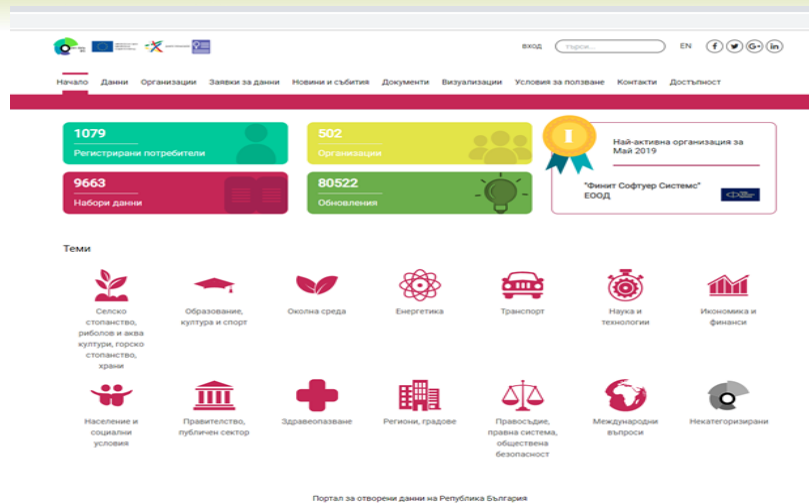 вход
търси...
EN
Начало Данни Организации Заявки за данни Новини и събития Документи Визуализации Условия за ползване Контакти Достъпност
1079
Регистрирани потребители
502
Организации
9663
Набори данни
80522
Обновления
Най-активна организация за
Май 2019
"Финит Софтуер Системс"
ЕООД
Теми
Селско
стопанство,
риболов и аква
култури, горско
стопанство,
храни
Образование,
култура и спорт
Околна среда
Енергетика
Транспорт
Наука и
технологии
Икономика и
финанси
Население и
социални
условия
Правителство,
публичен сектор
Здравеопазване
Региони, градове
Правосъдие,
правна система,
обществена
безопасност
Международни
въпроси
Некатегоризирани
Портал за отворени данни на Република България